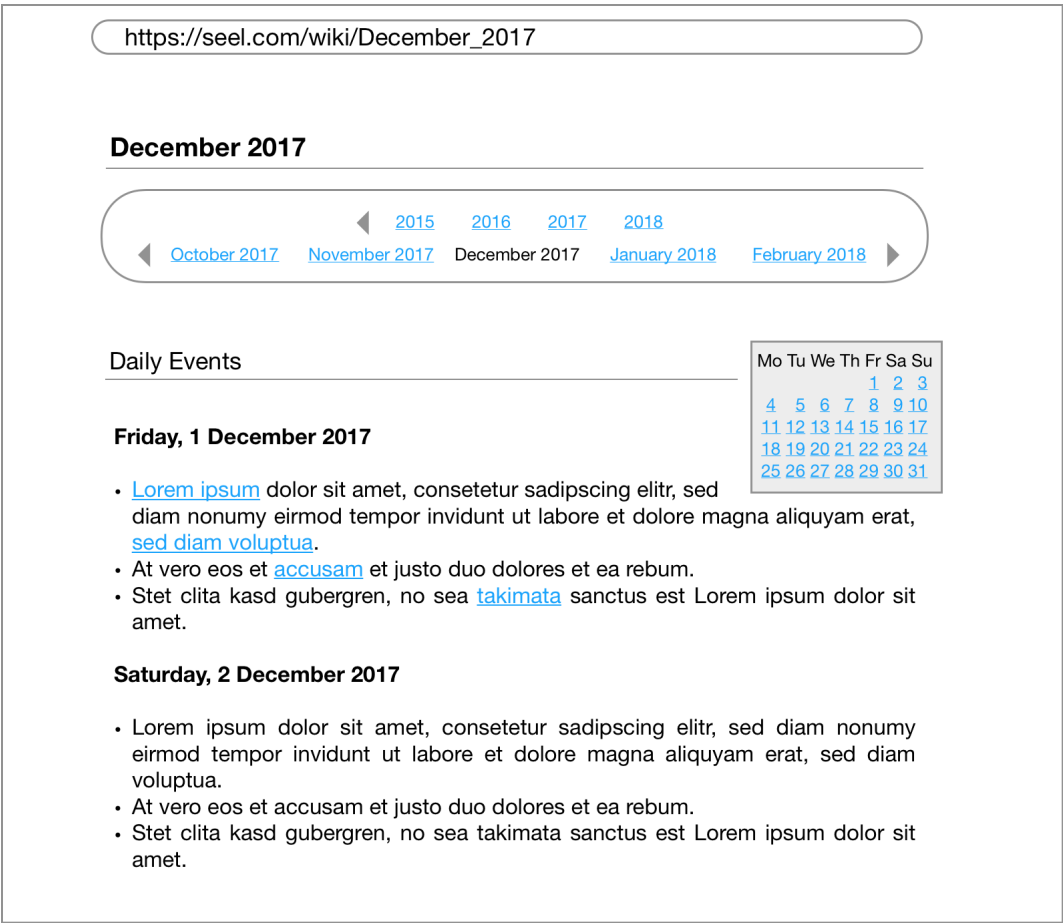 https://seel.com/wiki/December_2017
December 2017
2015 2016 2017 2018
October 2017 November 2017 December 2017 January 2018 February 2018
Daily Events
Mo Tu We Th Fr Sa Su
1 2 3
4 5 6 7 8 9 10
11 12 13 14 15 16 17
18 19 20 21 22 23 24
25 26 27 28 29 30 31
Friday, 1 December 2017
• Lorem ipsum dolor sit amet, consetetur sadipscing elitr, sed
diam nonumy eirmod tempor invidunt ut labore et dolore magna aliquyam erat,
sed diam voluptua.
• At vero eos et accusam et justo duo dolores et ea rebum.
• Stet clita kasd gubergren, no sea takimata sanctus est Lorem ipsum dolor sit
amet.
Saturday, 2 December 2017
• Lorem ipsum dolor sit amet, consetetur sadipscing elitr, sed diam nonumy
eirmod tempor invidunt ut labore et dolore magna aliquyam erat, sed diam
voluptua.
• At vero eos et accusam et justo duo dolores et ea rebum.
• Stet clita kasd gubergren, no sea takimata sanctus est Lorem ipsum dolor sit
amet.